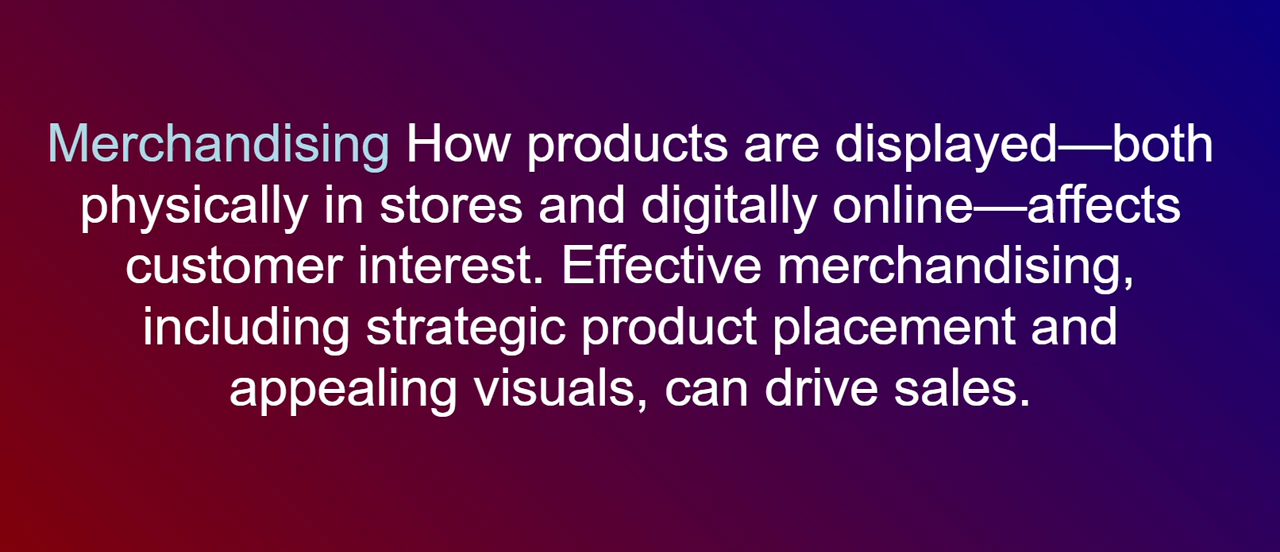 Merchandising How products are displayed—both
physically in stores and digitally online—affects
customer interest. Effective merchandising,
including strategic product placement and
appealing visuals, can drive sales.